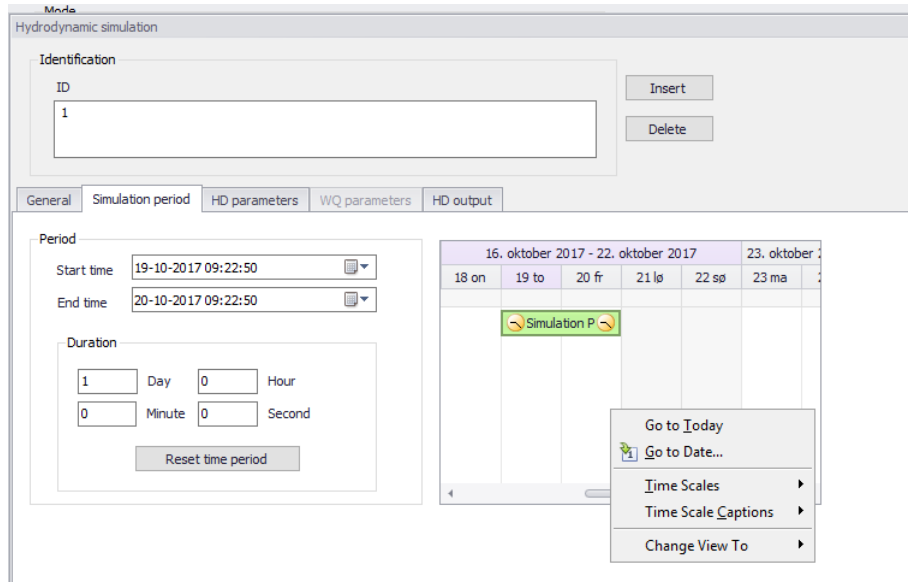 Mode
Hydrodynamic simulation
Identification
ID
1
Insert
Delete
General Simulation period HD parameters WQ parameters HD output
Period
Start time 19-10-2017 09:22:50
End time 20-10-2017 09:22:50
Duration
1 Day 0 Hour
0 Minute 0 Second
Reset time period
16. oktober 2017 - 22. oktober 2017 23. oktober
18 on 19 to 20 fr 21 lø 22 sø 23 ma
Simulation P
Go to Today
1 Go to Date...
Time Scales
Time Scale Captions
Change View To